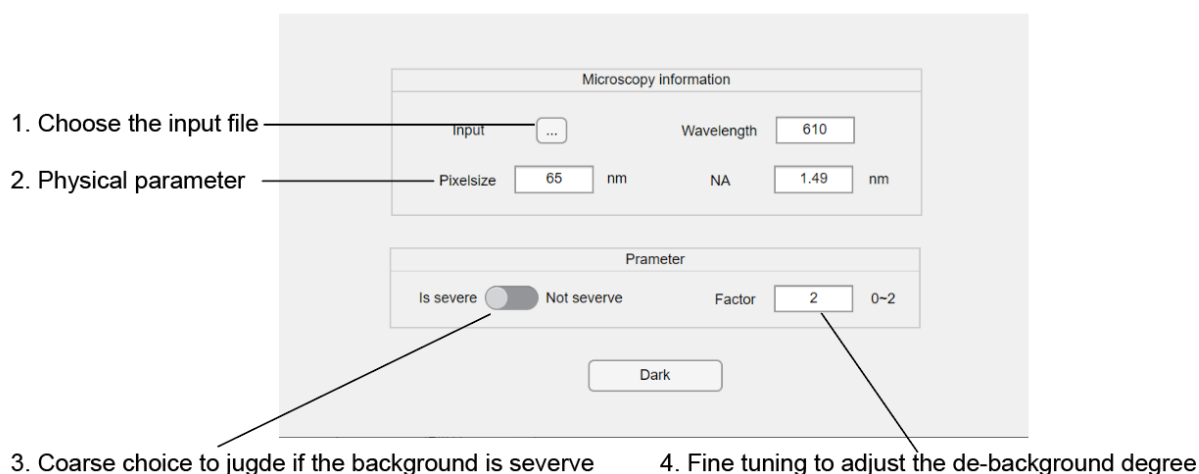 Microscopy information
1. Choose the input file
Input ... Wavelength 610
2. Physical parameter
Pixelsize 65 nm NA 1.49 nm
Prameter
Is severe Not severve Factor 2 0~2
Dark
3. Coarse choice to jugde if the background is severve
4. Fine tuning to adjust the de-background degree